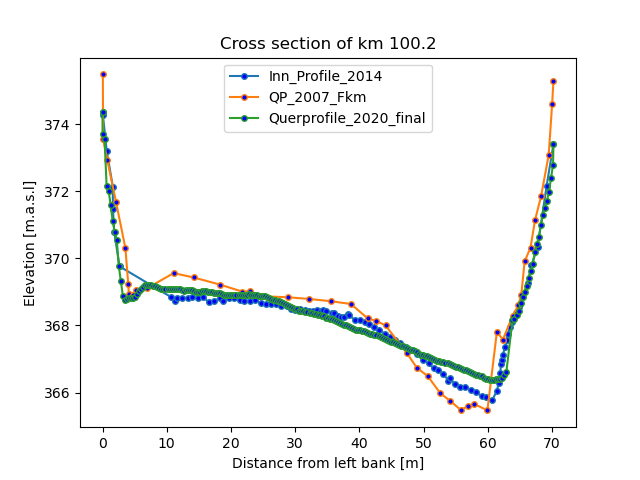 Cross section of km 100.2
Inn_Profile_2014
QP_2007_Fkm
Querprofile_2020_final
Elevation [m.a.s.l]
374
372
370
368
366
0 10 20 30 40 50 60 70
Distance from left bank [m]